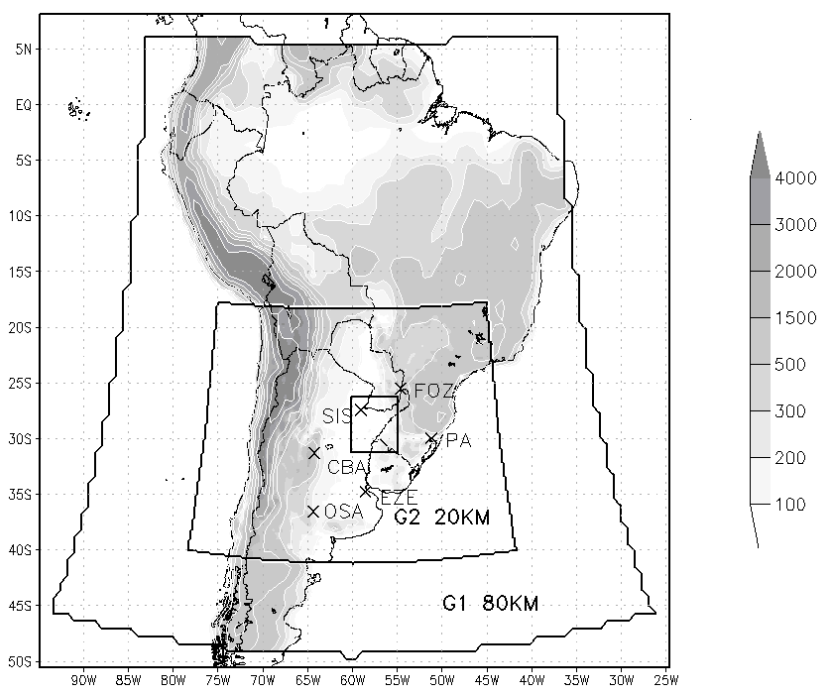 5N
EQ
5S
10S
15S
20S
25S
30S
35S
40S
45S
50S
90W 85W 80W 75W 70W 65W 60W 55W 50W 45W 40W 35W 30W 25W
FOZ
SIS
PA
CBA
EZE
OSA
G2 20KM
G1 80KM
4000
3000
2000
1500
500
300
200
100